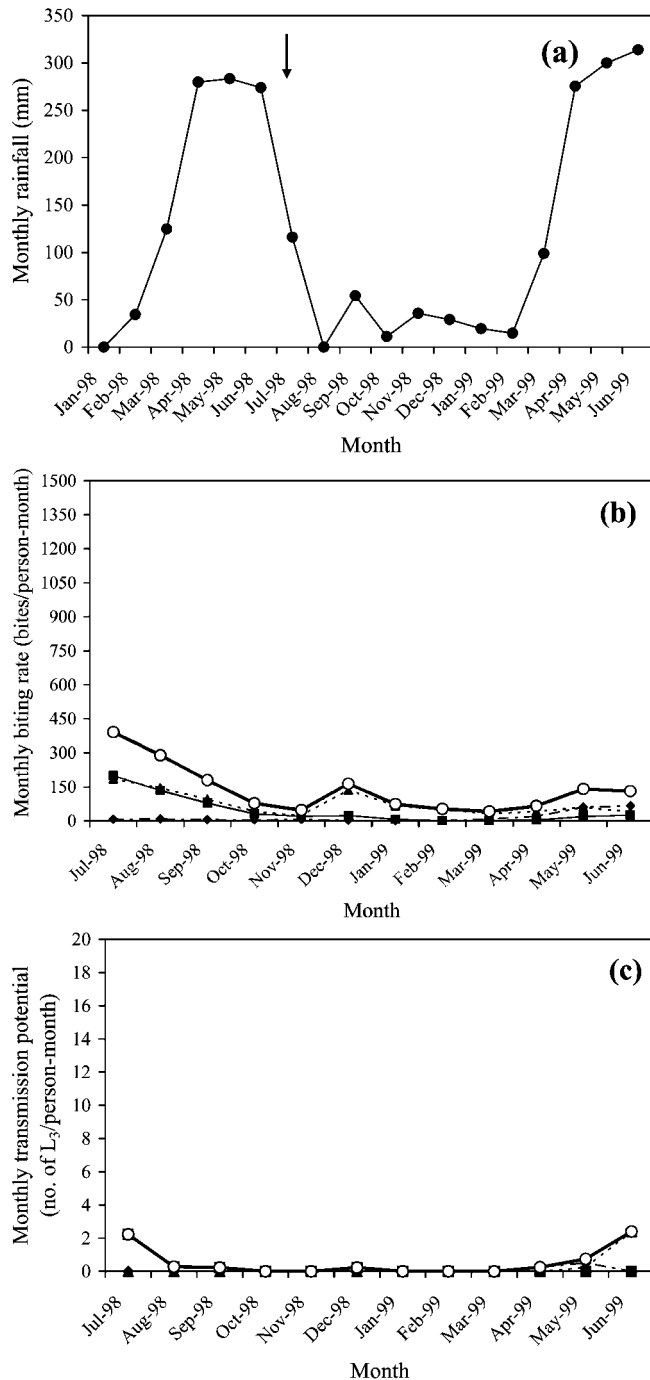 (a)
Monthly rainfall (mm)
350
300
250
200
150
100
50
0
Jan-98
Feb-98
Mar-98
Apr-98
May-98
Jun-98
Jul-98
Aug-98
Sep-98
Oct-98
Nov-98
Dec-98
Jan-99
Feb-99
Mar-99
Apr-99
May-99
Jun-99
Month
(b)
Monthly biting rate (bites/person-month)
1500
1350
1200
1050
900
750
600
450
300
150
0
Jul-98
Aug-98
Sep-98
Oct-98
Nov-98
Dec-98
Jan-99
Feb-99
Mar-99
Apr-99
May-99
Jun-99
Month
(c)
Monthly transmission potential
(no. of L₃/person-month)
20
18
16
14
12
10
8
6
4
2
0
Jul-98
Aug-98
Sep-98
Oct-98
Nov-98
Dec-98
Jan-99
Feb-99
Mar-99
Apr-99
May-99
Jun-99
Month